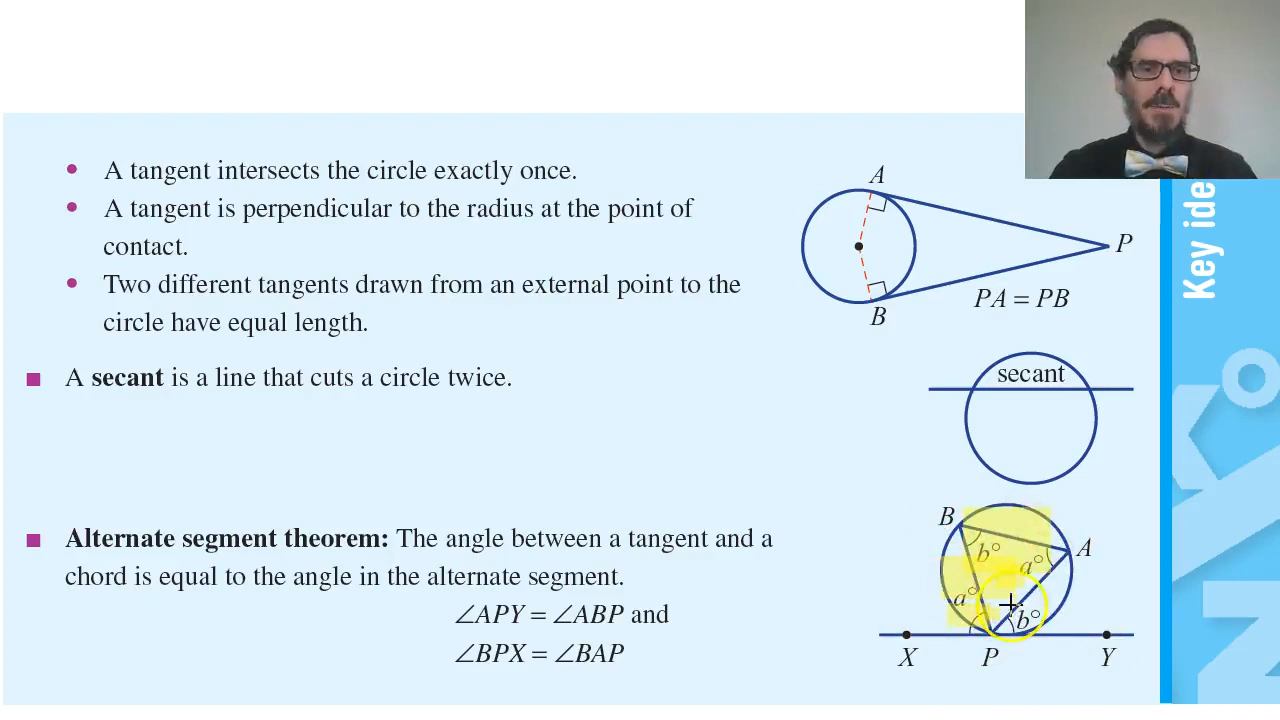 • A tangent intersects the circle exactly once.
• A tangent is perpendicular to the radius at the point of
contact.
• Two different tangents drawn from an external point to the
circle have equal length.
A
P
PA = PB
B
Key ide
■ A secant is a line that cuts a circle twice.
secant
■ Alternate segment theorem: The angle between a tangent and a
chord is equal to the angle in the alternate segment.
∠APY = ∠ABP and
∠BPX = ∠BAP
B
A
b°
a°
a°
b°
X P Y